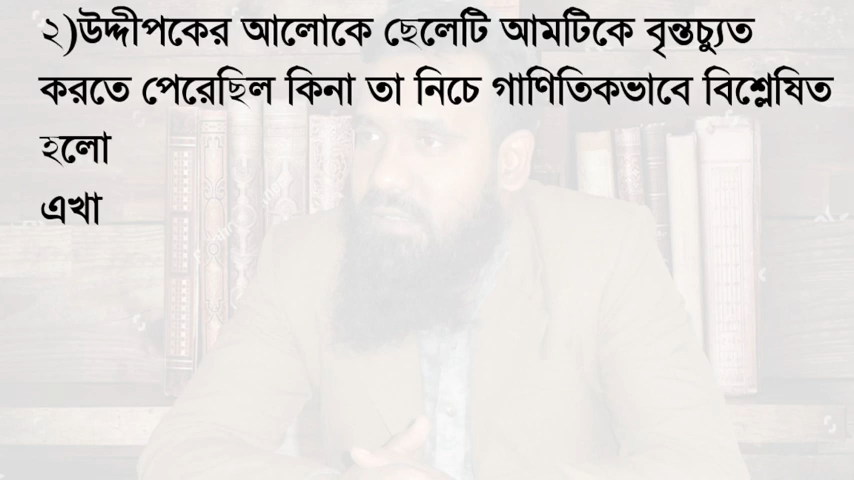 ২)উদ্দীপকের আলোকে ছেলেটি আমটিকে বৃন্তচ্যুত
করতে পেরেছিল কিনা তা নিচে গাণিতিকভাবে বিশ্লেষিত
হলো
এখা